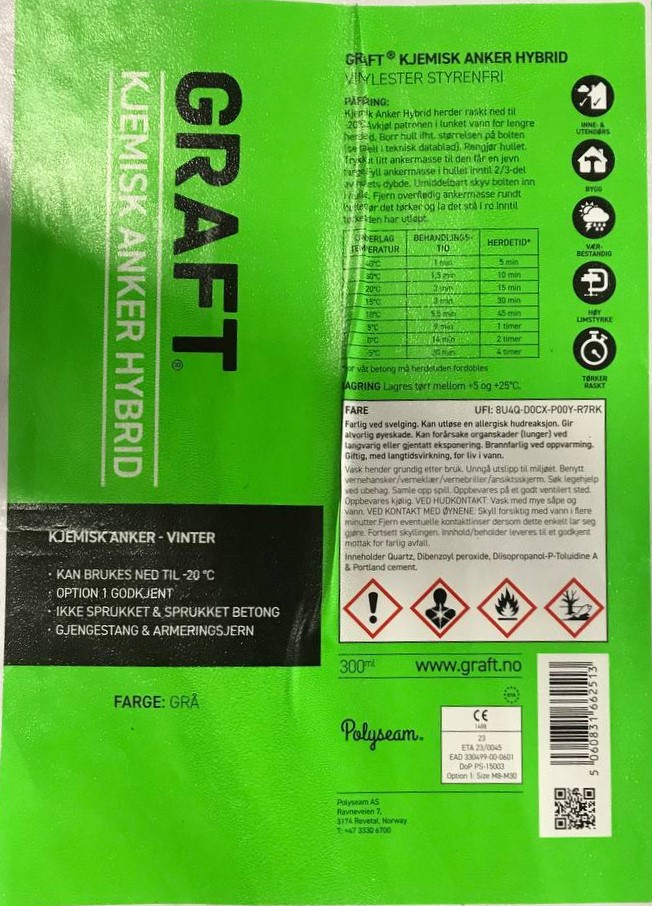 GRAFT®
KJEMISK ANKER HYBRID
KJEMISK ANKER - VINTER
· KAN BRUKES NED TIL -20 °C
· OPTION 1 GODKJENT
· IKKE SPRUKKET & SPRUKKET BETONG
· GJENGESTANG & ARMERINGSJERN
FARGE: GRÅ
GRAFT® KJEMISK ANKER HYBRID
VINYLESTER STYRENFRI
PÅFØRING:
Kjemisk Anker Hybrid herder raskt ned til
-20°C. Avkjøl patronen i lunket vann for lengre
herdetid. Borr hull ifht. størrelsen på bolten
(se i teknisk datablad). Rengjør hullet.
litt ankermasse til den får en jevn
Fyll ankermasse i hullet inntil 2/3-del
av dybde. Umiddelbart skyv bolten inn
Fjern overflødig ankermasse rundt
før det tørker og la det stå i ro inntil
har utløpt.
UNDERLAG TEMPERATUR BEHANDLINGS-TID HERDETID*
40°C 1 min 5 min
30°C 1,5 min 10 min
20°C 3 min 15 min
15°C 3 min 30 min
10°C 5,5 min 45 min
5°C 9 min 1 timer
0°C 14 min 2 timer
-5°C 20 min 4 timer
for våt betong må herdetiden fordobles
LAGRING Lagres tørt mellom +5 og +25°C.
INNE- &
UTENDØRS
BYGG
VÆR-
BESTANDIG
HØY
LIMSTYRKE
TØRKER
RASKT
FARE UFI: 8U4Q-D0CX-P00Y-R7RK
Farlig ved svelging. Kan utløse en allergisk hudreaksjon. Gir
alvorlig øyeskade. Kan forårsake organskader (lunger) ved
langvarig eller gjentatt eksponering. Brannfarlig ved oppvarming.
Giftig, med langtidsvirkning, for liv i vann.
Vask hender grundig etter bruk. Unngå utslipp til miljøet. Benytt
vernehansker/verneklær/vernebriller/ansiktsskjerm. Søk legehjelp
ved ubehag. Samle opp spill. Oppbevares på et godt ventilert sted.
Oppbevares kjølig. VED HUDKONTAKT: Vask med mye såpe og
vann. VED KONTAKT MED ØYNENE: Skyll forsiktig med vann i flere
minutter.Fjern eventuelle kontaktlinser dersom dette enkelt lar seg
gjøre. Fortsett skyllingen. Innhold/beholder leveres til et godkjent
mottak for farlig avfall.
Inneholder Quartz, Dibenzoyl peroxide, Diisopropanol-P-Toluidine A
& Portland cement.
300ml www.graft.no
Polyseam
ETA
CE
1488
23
ETA 23/0045
EAD 330499-00-0601
DoP PS-15003
Option 1: Size M8-M30
Polyseam AS
Ravneveien 7,
3174 Revetal, Norway
T: +47 3330 6700
5 060831 662513